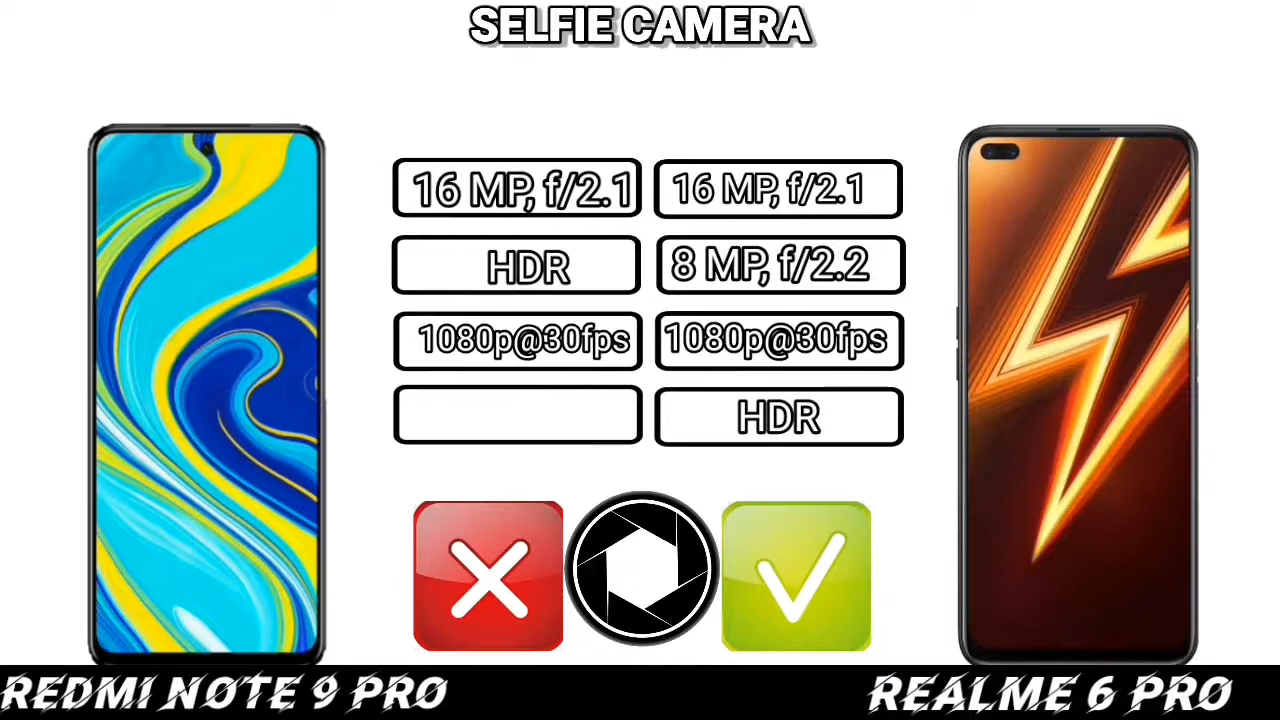 SELFIE CAMERA
16 MP, f/2.1
16 MP, f/2.1
HDR
8 MP, f/2.2
1080p@30fps
1080p@30fps
HDR
REDMI NOTE 9 PRO
REALME 6 PRO